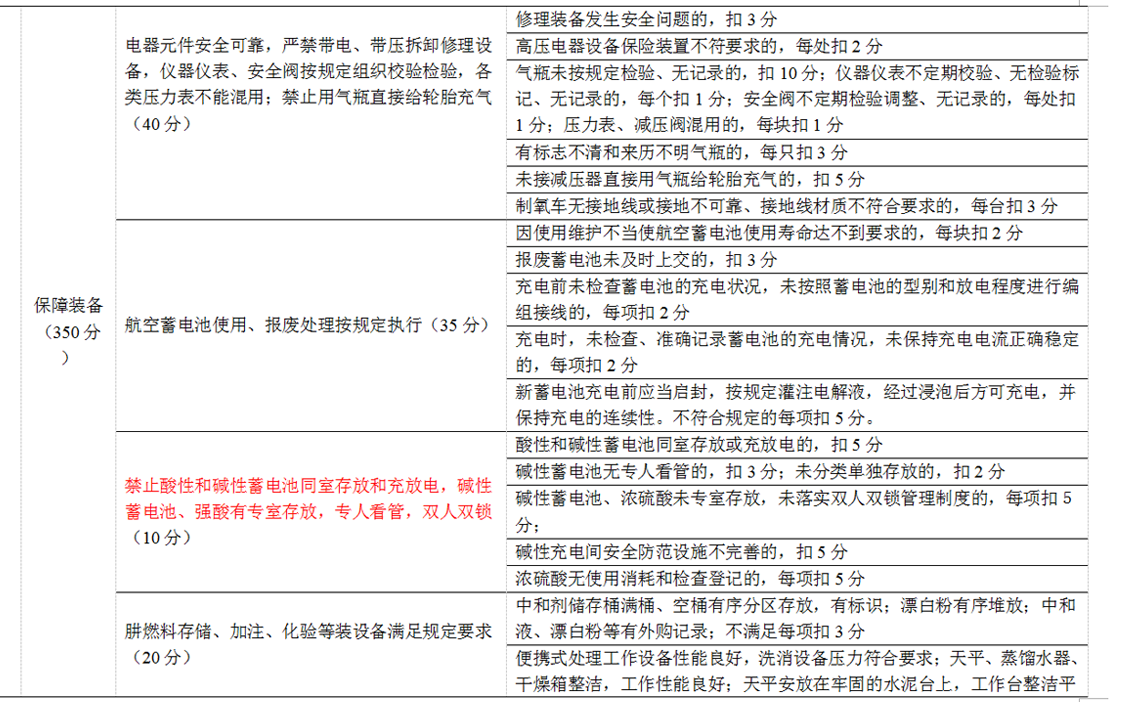 保障装备
（350 分
）
电器元件安全可靠，严禁带电、带压拆卸修理设
备，仪器仪表、安全阀按规定组织校验检验，各
类压力表不能混用；禁止用气瓶直接给轮胎充气
（40 分）
修理装备发生安全问题的，扣 3 分
高压电器设备保险装置不符要求的，每处扣 2 分
气瓶未按规定检验、无记录的，扣 10 分；仪器仪表不定期校验、无检验标
记、无记录的，每个扣 1 分；安全阀不定期检验调整、无记录的，每处扣
1 分；压力表、减压阀混用的，每块扣 1 分
有标志不清和来历不明气瓶的，每只扣 3 分
未接减压器直接用气瓶给轮胎充气的，扣 5 分
制氧车无接地线或接地不可靠、接地线材质不符合要求的，每台扣 3 分
航空蓄电池使用、报废处理按规定执行（35 分）
因使用维护不当使航空蓄电池使用寿命达不到要求的，每块扣 2 分
报废蓄电池未及时上交的，扣 3 分
充电前未检查蓄电池的充电状况，未按照蓄电池的型别和放电程度进行编
组接线的，每项扣 2 分
充电时，未检查、准确记录蓄电池的充电情况，未保持充电电流正确稳定
的，每项扣 2 分
新蓄电池充电前应当启封，按规定灌注电解液，经过浸泡后方可充电，并
保持充电的连续性。不符合规定的每项扣 5 分。
禁止酸性和碱性蓄电池同室存放和充放电，碱性
蓄电池、强酸有专室存放，专人看管，双人双锁
（10 分）
酸性和碱性蓄电池同室存放或充放电的，扣 5 分
碱性蓄电池无专人看管的，扣 3 分；未分类单独存放的，扣 2 分
碱性蓄电池、浓硫酸未专室存放，未落实双人双锁管理制度的，每项扣 5
分；
碱性充电间安全防范设施不完善的，扣 5 分
浓硫酸无使用消耗和检查登记的，每项扣 5 分
肼燃料存储、加注、化验等装设备满足规定要求
（20 分）
中和剂储存桶满桶、空桶有序分区存放，有标识；漂白粉有序堆放；中和
液、漂白粉等有外购记录；不满足每项扣 3 分
便携式处理工作设备性能良好，洗消设备压力符合要求；天平、蒸馏水器、
干燥箱整洁，工作性能良好；天平安放在牢固的水泥台上，工作台整洁平